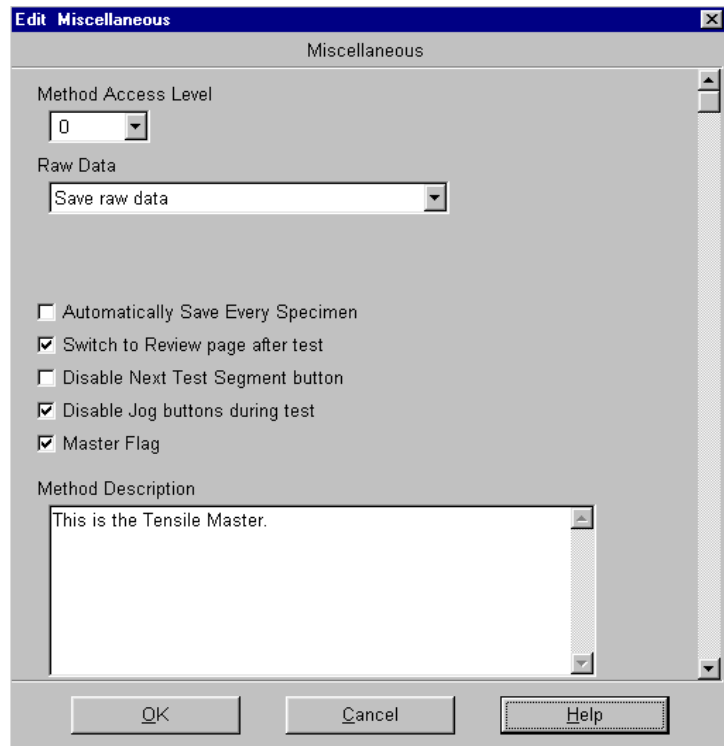 Edit Miscellaneous
Miscellaneous
Method Access Level
0
Raw Data
Save raw data
Automatically Save Every Specimen
Switch to Review page after test
Disable Next Test Segment button
Disable Jog buttons during test
Master Flag
Method Description
This is the Tensile Master.
OK Cancel Help